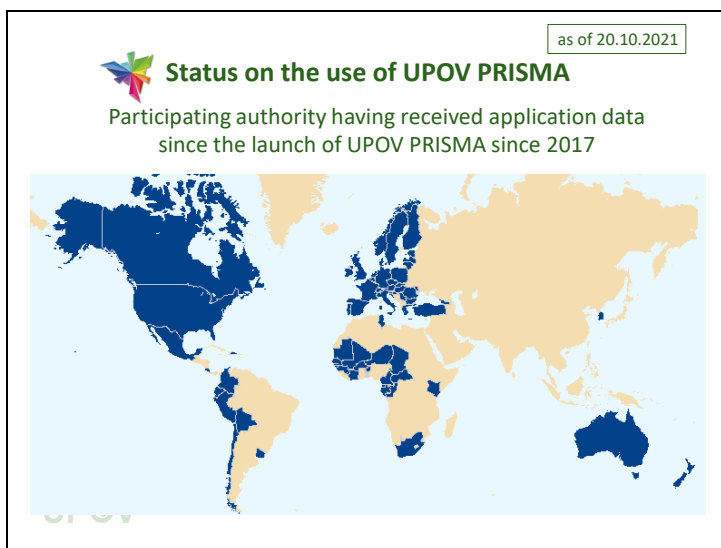 as of 20.10.2021
Status on the use of UPOV PRISMA
Participating authority having received application data
since the launch of UPOV PRISMA since 2017
UPOV